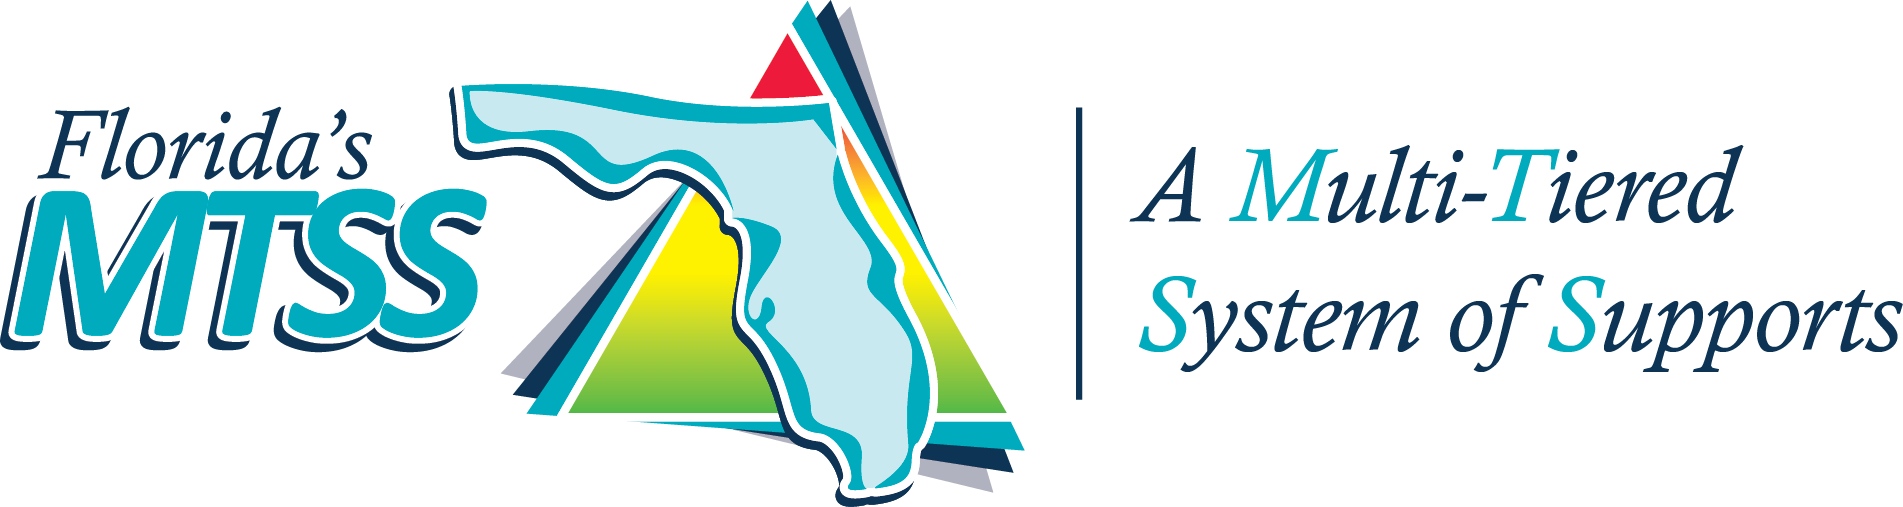 Florida's
MTSS
A Multi-Tiered
System of Supports